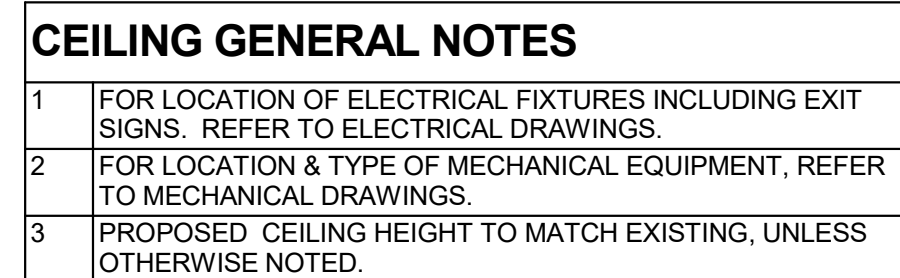 CEILING GENERAL NOTES
1 FOR LOCATION OF ELECTRICAL FIXTURES INCLUDING EXIT
SIGNS. REFER TO ELECTRICAL DRAWINGS.
2 FOR LOCATION & TYPE OF MECHANICAL EQUIPMENT, REFER
TO MECHANICAL DRAWINGS.
3 PROPOSED CEILING HEIGHT TO MATCH EXISTING, UNLESS
OTHERWISE NOTED.